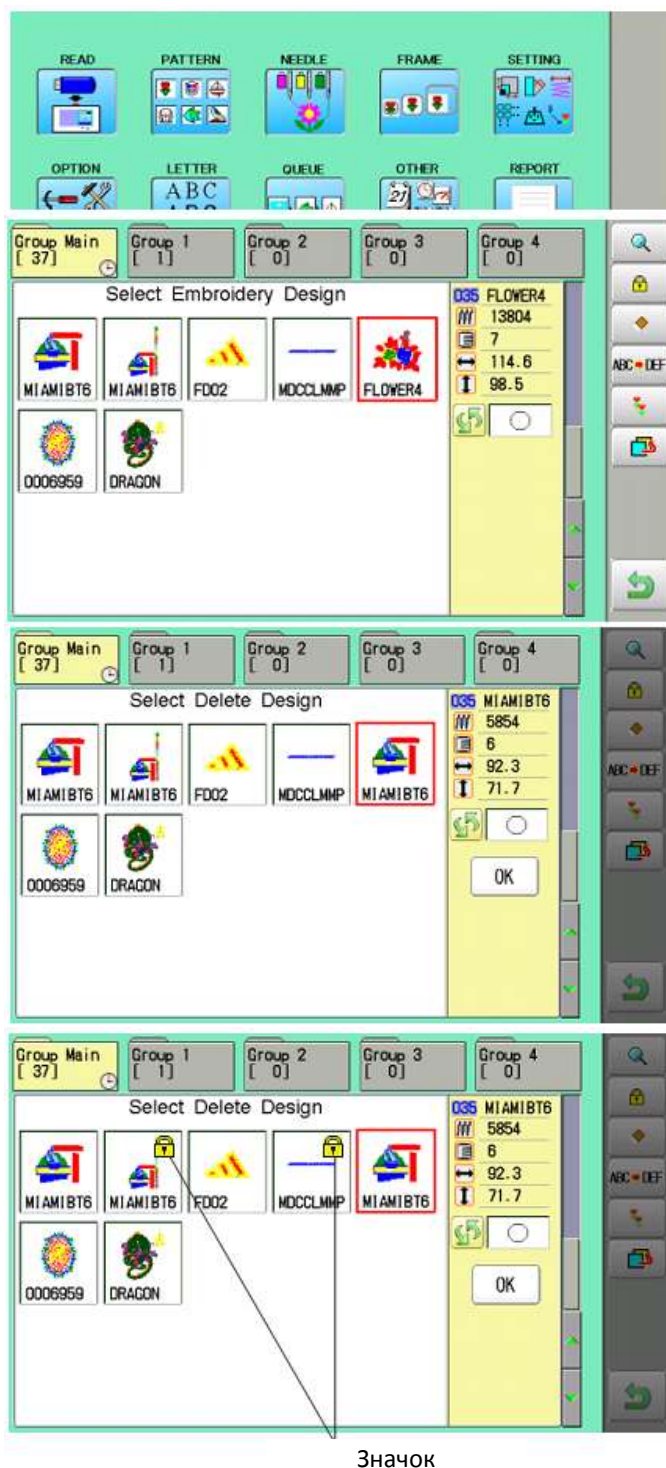 READ PATTERN NEEDLE FRAME SETTING
OPTION LETTER QUEUE OTHER REPORT
ABC
21
Group Main Group 1 Group 2 Group 3 Group 4
[ 37] [ 1] [ 0] [ 0] [ 0]
Select Embroidery Design
035 FLOWER4
13804
7
114.6
98.5
ABC DEF
MIAMIBT6 MIAMIBT6 FD02 MDCCLMMP FLOWER4
0006959 DRAGON
Group Main Group 1 Group 2 Group 3 Group 4
[ 37] [ 1] [ 0] [ 0] [ 0]
Select Delete Design
035 MIAMIBT6
5854
6
92.3
71.7
ABC DEF
MIAMIBT6 MIAMIBT6 FD02 MDCCLMMP MIAMIBT6
0006959 DRAGON
OK
Group Main Group 1 Group 2 Group 3 Group 4
[ 37] [ 1] [ 0] [ 0] [ 0]
Select Delete Design
035 MIAMIBT6
5854
6
92.3
71.7
ABC DEF
MIAMIBT6 MIAMIBT6 FD02 MDCCLMMP MIAMIBT6
0006959 DRAGON
OK
Значок